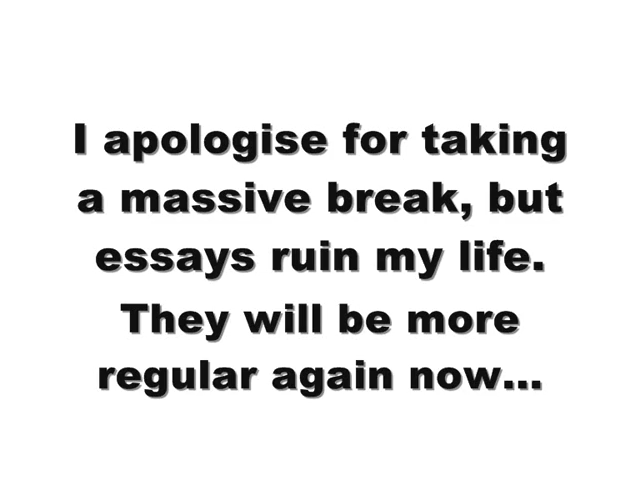 I apologise for taking
a massive break, but
essays ruin my life.
They will be more
regular again now...